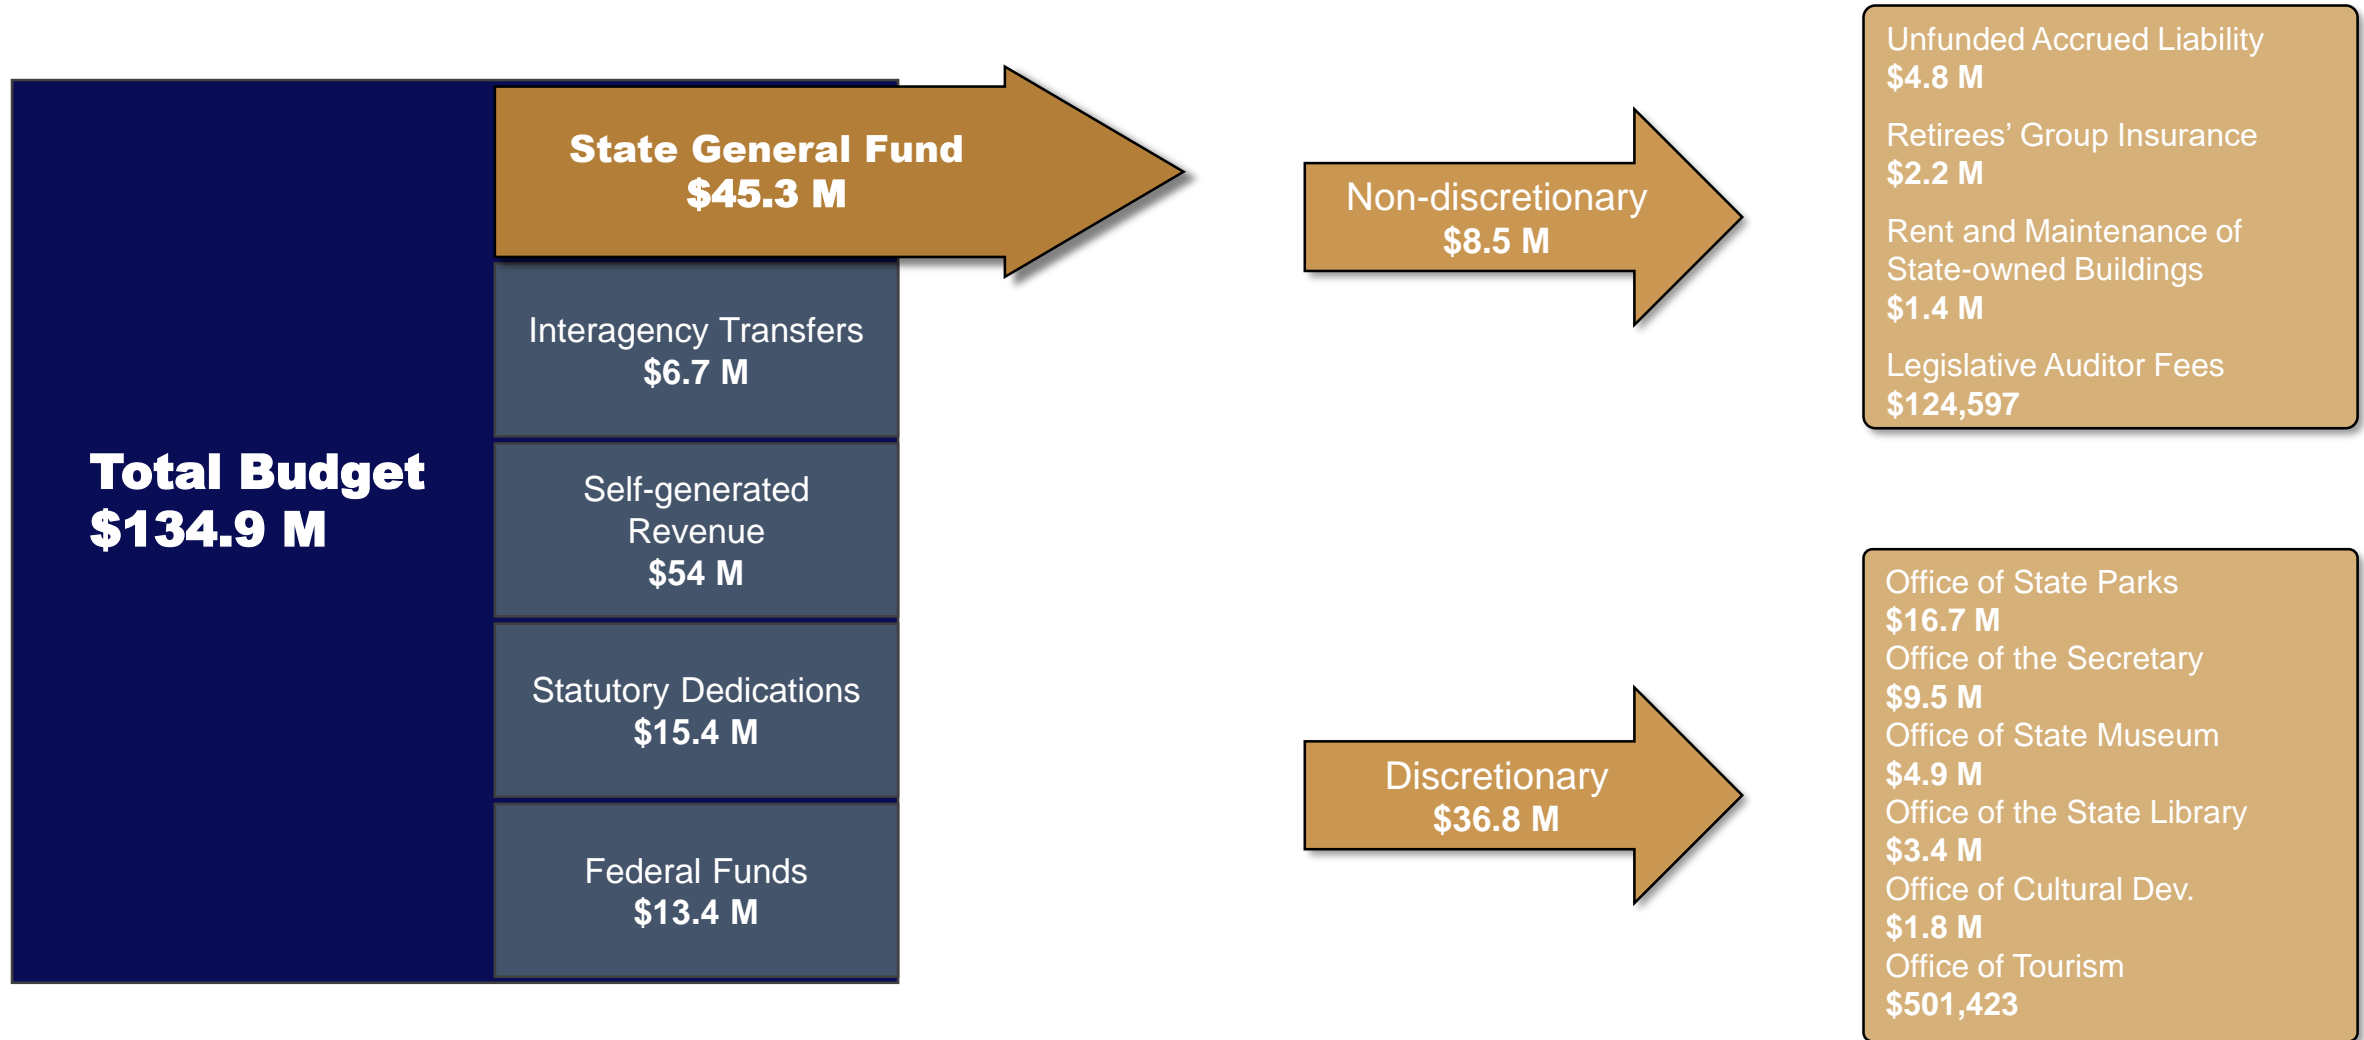 Total Budget
$134.9 M
State General Fund
$45.3 M
Interagency Transfers
$6.7 M
Self-generated
Revenue
$54 M
Statutory Dedications
$15.4 M
Federal Funds
$13.4 M
Non-discretionary
$8.5 M
Discretionary
$36.8 M
Unfunded Accrued Liability
$4.8 M
Retirees’ Group Insurance
$2.2 M
Rent and Maintenance of
State-owned Buildings
$1.4 M
Legislative Auditor Fees
$124,597
Office of State Parks
$16.7 M
Office of the Secretary
$9.5 M
Office of State Museum
$4.9 M
Office of the State Library
$3.4 M
Office of Cultural Dev.
$1.8 M
Office of Tourism
$501,423